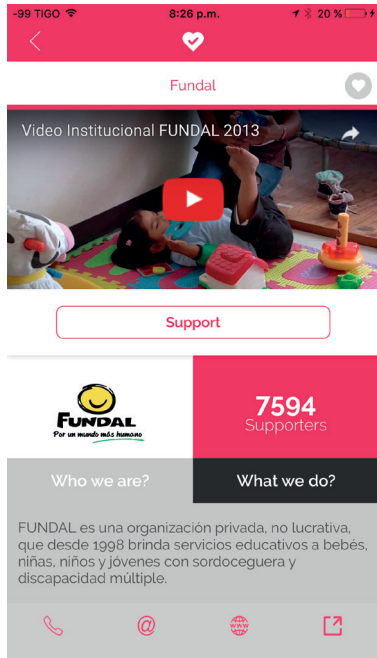 -99 TIGO 8:26 p.m. 20 %
Fundal
Video Institucional FUNDAL 2013
Support
FUNDAL
Por un mundo más humano
7594
Supporters
Who we are?
What we do?
FUNDAL es una organización privada, no lucrativa,
que desde 1998 brinda servicios educativos a bebés,
niñas, niños y jóvenes con sordoceguera y
discapacidad múltiple.
@
www